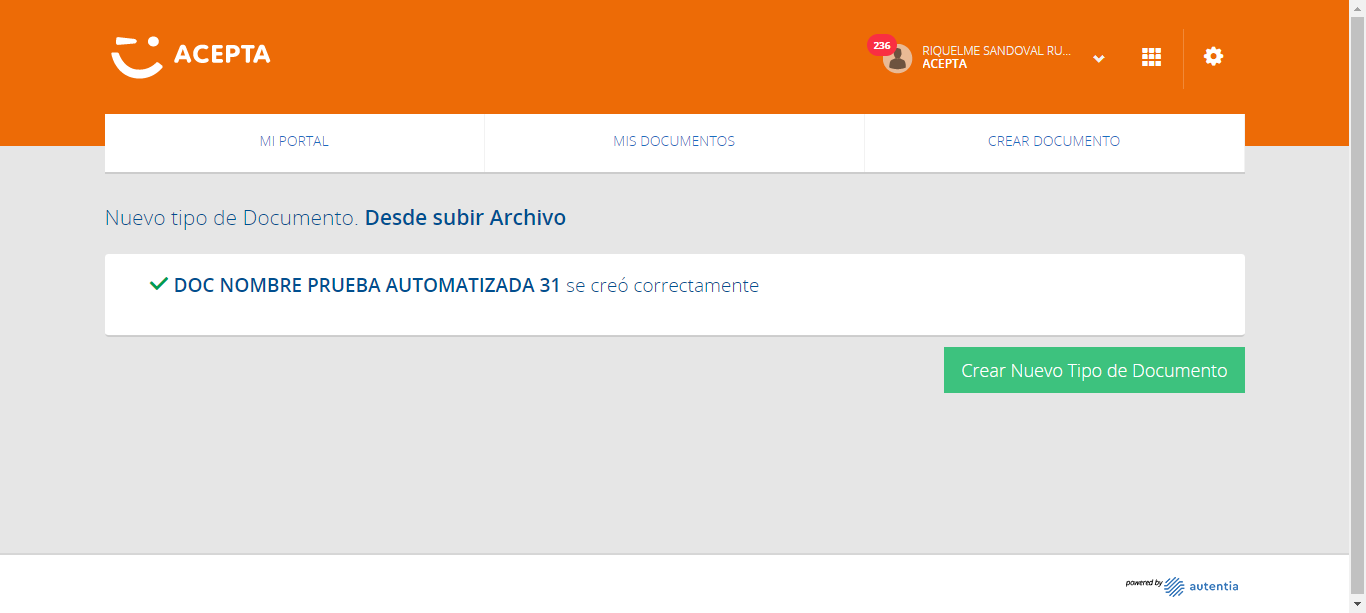 ACEPTA
236
RIQUELME SANDOVAL RU...
ACEPTA
MI PORTAL
MIS DOCUMENTOS
CREAR DOCUMENTO
Nuevo tipo de Documento. Desde subir Archivo
DOC NOMBRE PRUEBA AUTOMATIZADA 31 se creó correctamente
Crear Nuevo Tipo de Documento
powered by autentia